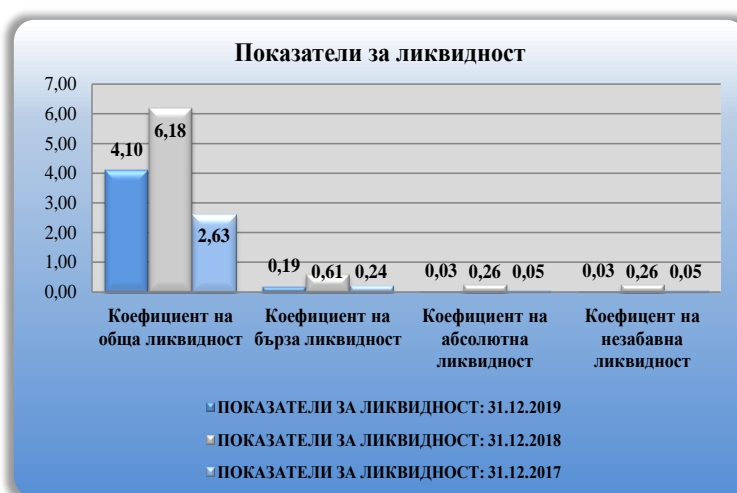 Показатели за ликвидност
7,00
6,00
5,00
4,00
3,00
2,00
1,00
0,00
4,10
6,18
2,63
0,19
0,61
0,24
0,03
0,26
0,05
0,03
0,26
0,05
Коефициент на
обща ликвидност
Коефициент на
бърза ликвидност
Коефициент на
абсолютна
ликвидност
Коефицент на
незабавна
ликвидност
ПОКАЗАТЕЛИ ЗА ЛИКВИДНОСТ: 31.12.2019
ПОКАЗАТЕЛИ ЗА ЛИКВИДНОСТ: 31.12.2018
ПОКАЗАТЕЛИ ЗА ЛИКВИДНОСТ: 31.12.2017